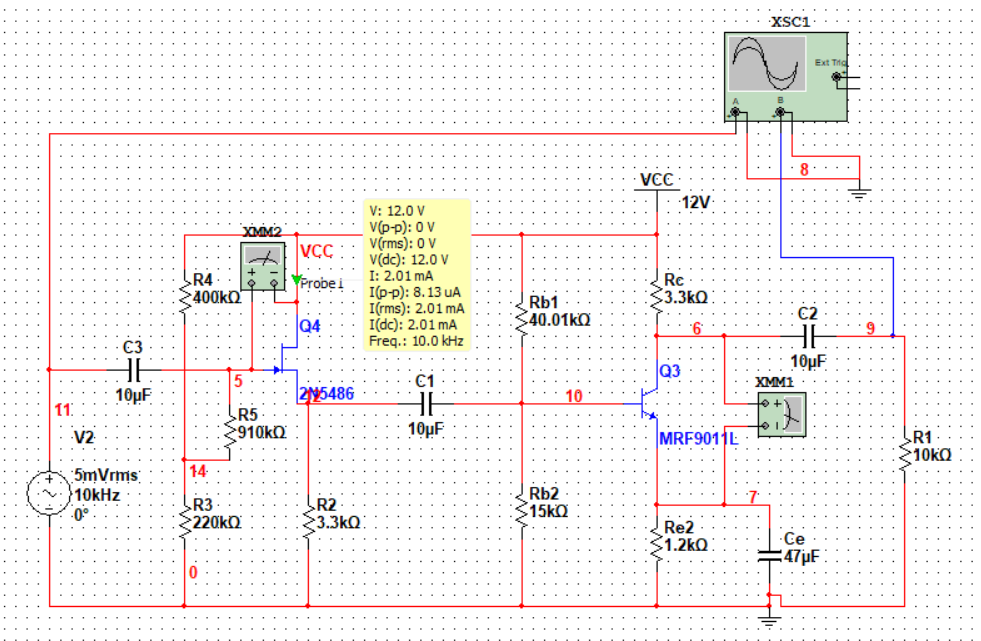 XSC1
Ext Trig
A
B
8
VCC
12V
XMM2
VCC
Probe1
V: 12.0 V
V(p-p): 0 V
V(rms): 0 V
V(dc): 12.0 V
I: 2.01 mA
I(p-p): 8.13 uA
I(rms): 2.01 mA
I(dc): 2.01 mA
Freq.: 10.0 kHz
R4
400kΩ
Rb1
40.01kΩ
Rc
3.3kΩ
6
C2
10µF
9
Q4
2N5486
12
C3
10µF
5
C1
10µF
10
Q3
MRF9011L
XMM1
11
R5
910kΩ
R1
10kΩ
V2
5mVrms
10kHz
0°
14
R3
220kΩ
R2
3.3kΩ
Rb2
15kΩ
7
Re2
1.2kΩ
Ce
47µF
0